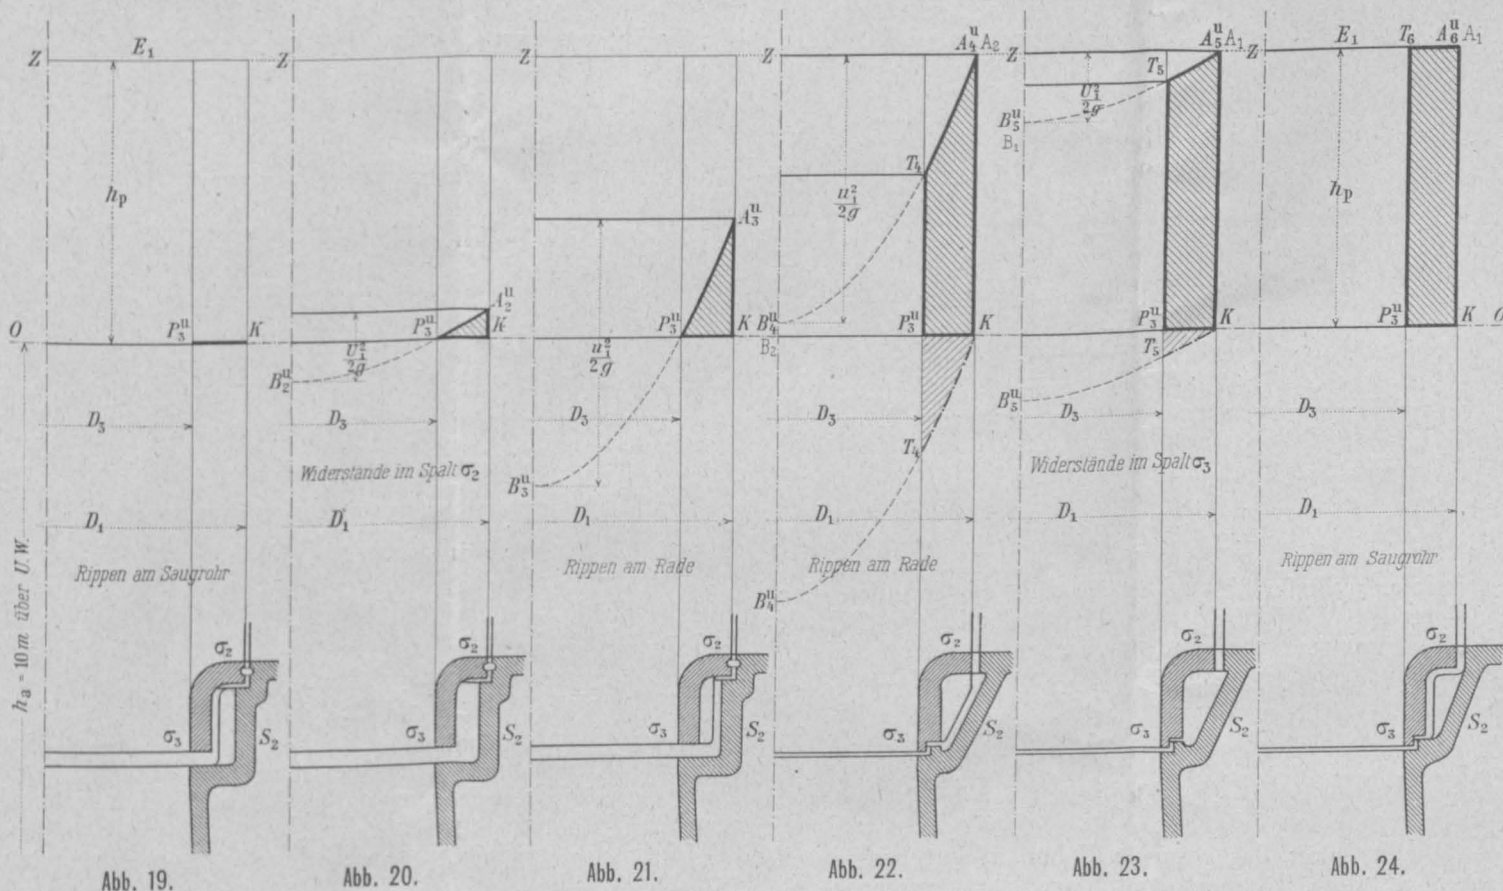 Z E₁
hₚ
O P₃ᵘ K
D₃
D₁
Rippen am Saugrohr
hₐ = 10 m über U.W.
σ₂
σ₃ S₂
Abb. 19.
Z
A₂ᵘ
P₃ᵘ K
U₁²/2g
B₂ᵘ
D₃
Widerstände im Spalt σ₂
D₁
σ₂
σ₃ S₂
Abb. 20.
Z
A₃ᵘ
P₃ᵘ K
u₁²/2g
D₃
B₃ᵘ
D₁
Rippen am Rade
σ₂
σ₃ S₂
Abb. 21.
Z A₄ᵘ A₂
T₄
u₁²/2g
B₄ᵘ P₃ᵘ K
B₂
D₃
T₄
D₁
Rippen am Rade
B₄ᵘ
σ₂
σ₃ S₂
Abb. 22.
Z A₅ᵘ A₁
T₅
U₁²/2g
B₅ᵘ
B₁
P₃ᵘ K
T₅
B₅ᵘ
D₃
Widerstände im Spalt σ₃
D₁
σ₂
σ₃ S₂
Abb. 23.
Z E₁ T₆ A₆ᵘ A₁
hₚ
P₃ᵘ K O
D₃
D₁
Rippen am Saugrohr
σ₂
σ₃ S₂
Abb. 24.